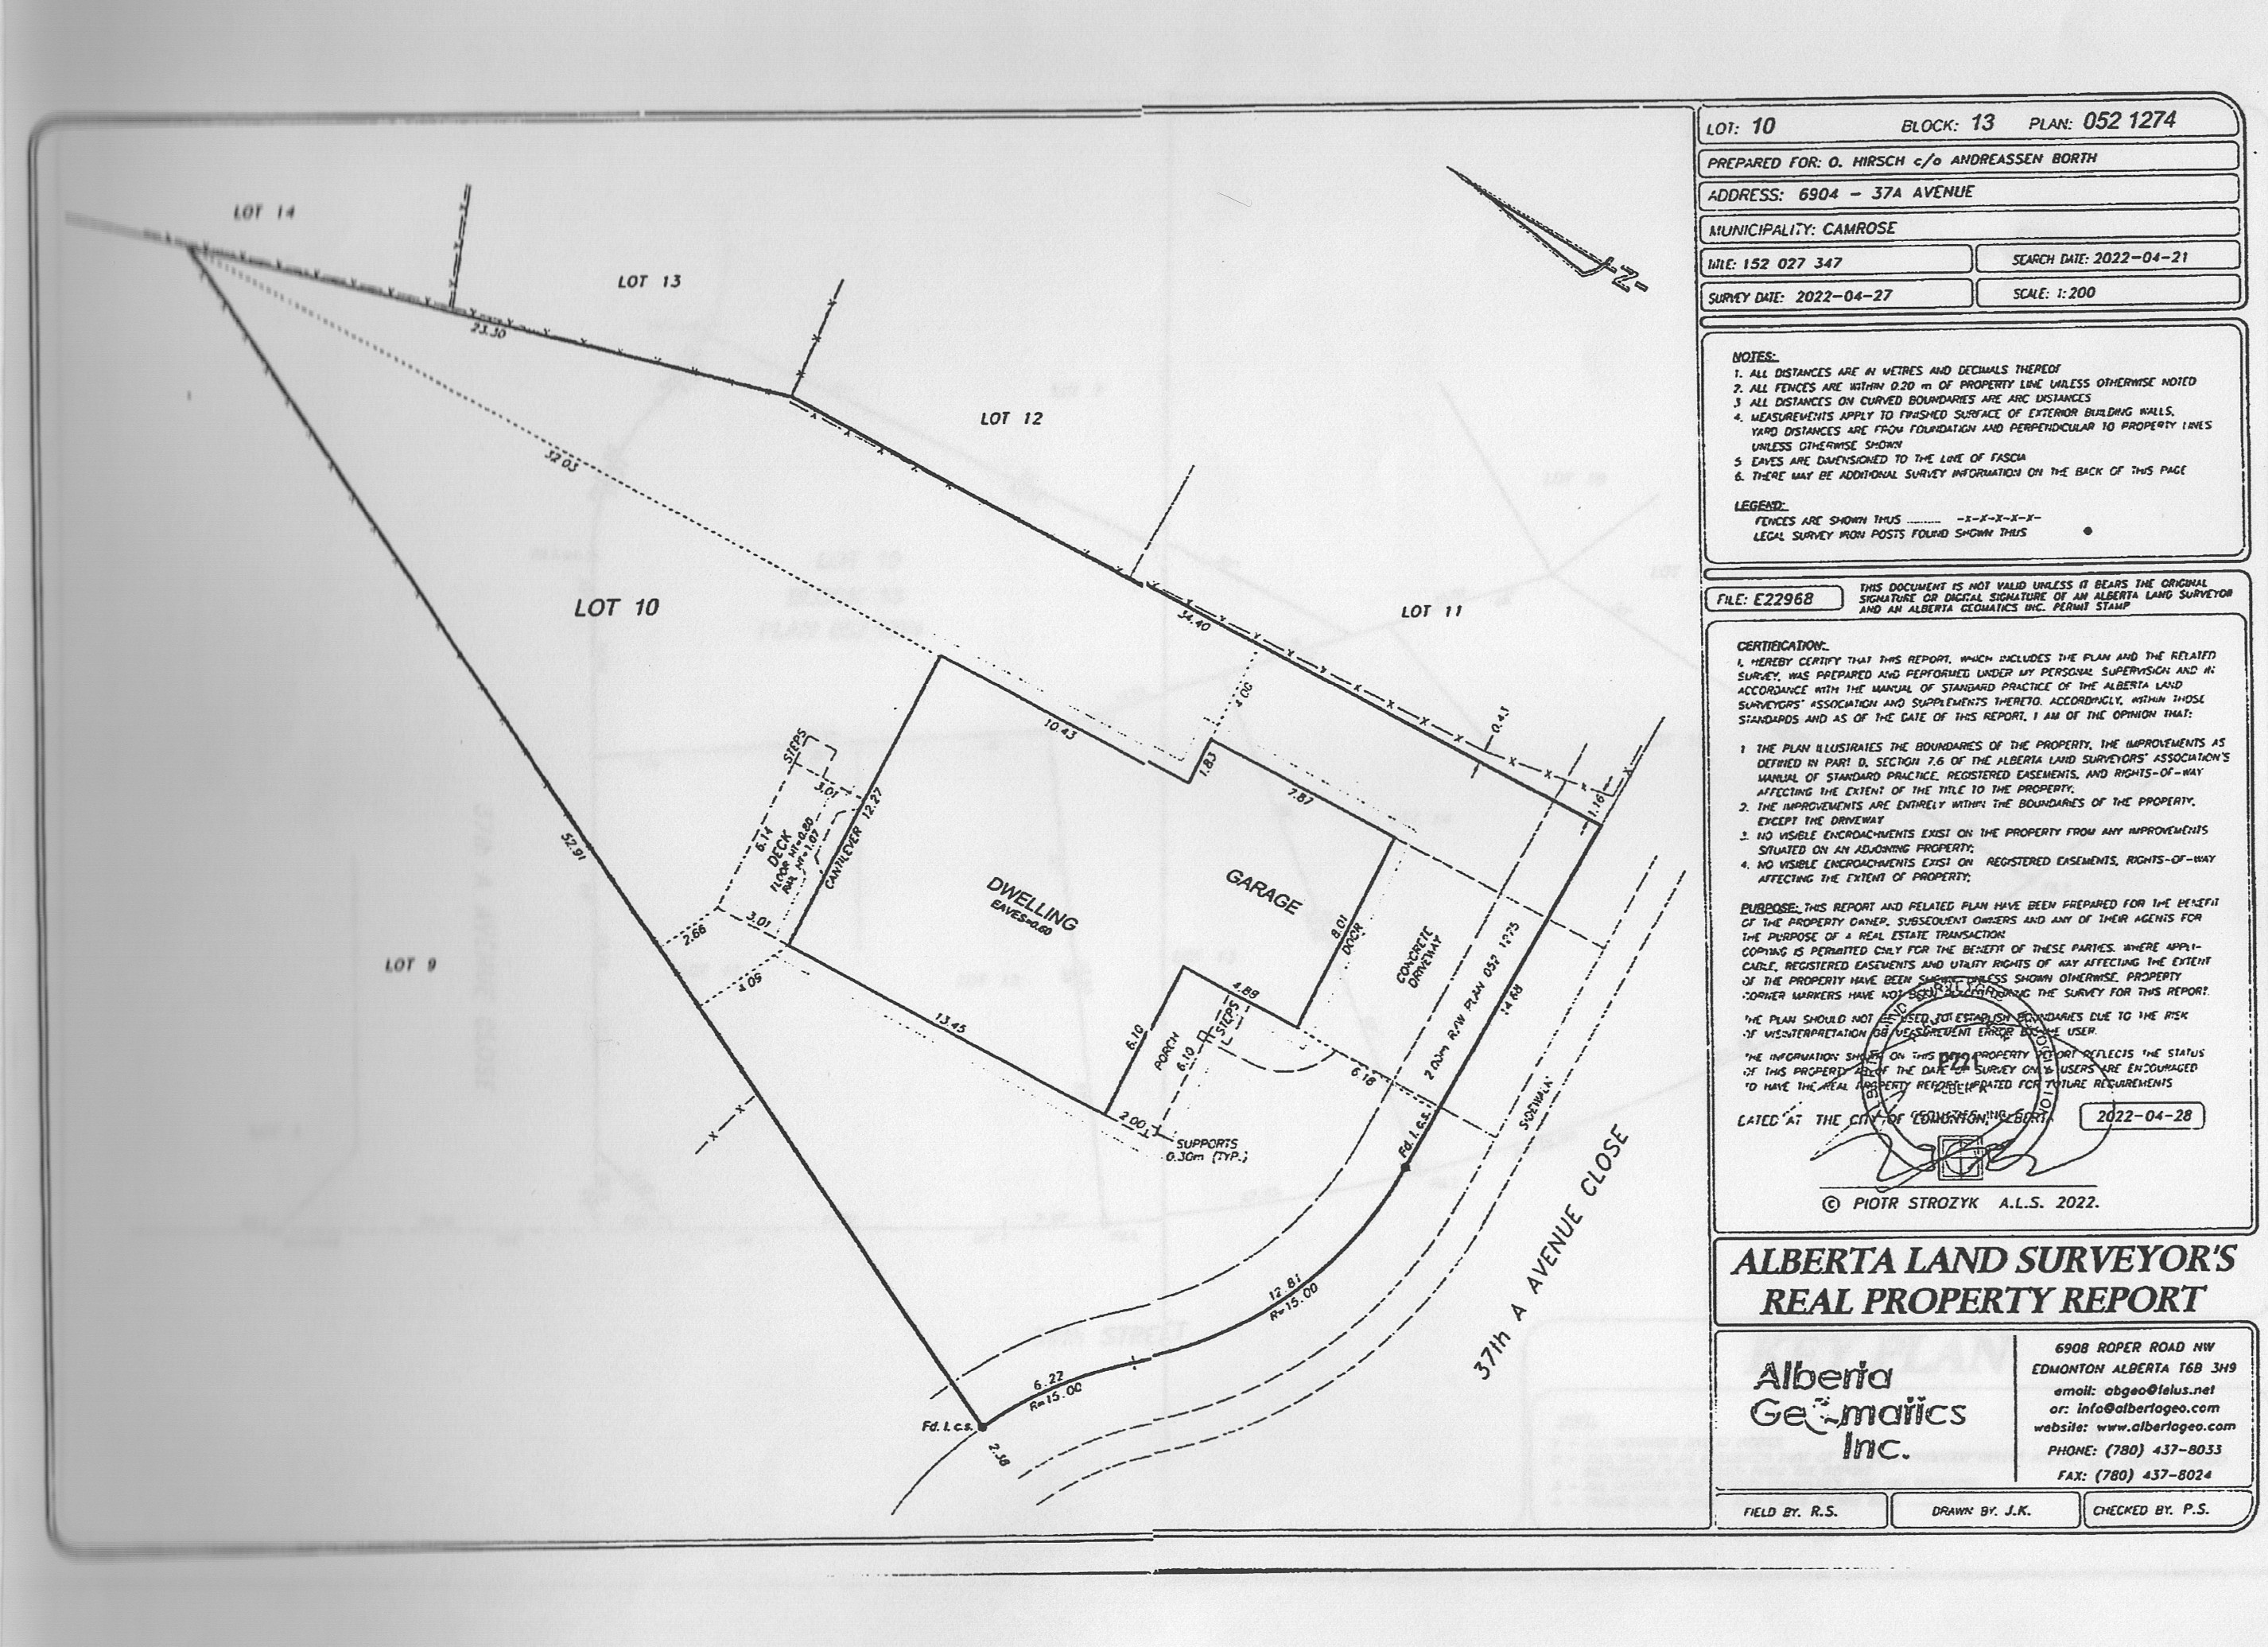 LOT 14
LOT 13
23.30
LOT 12
32.03
LOT 10
LOT 11
34.40
4.00
0.43
1.16
10.43
1.83
7.87
STEPS
3.01
6.14
DECK
FLOOR HT=0.80
RAIL HT=1.07
CANTILEVER
12.27
52.91
DWELLING
EAVES=0.60
GARAGE
8.01
DOOR
CONCRETE
DRIVEWAY
2.00m R/W PLAN 052 1275
14.68
3.01
2.66
4.09
LOT 9
13.45
4.88
STEPS
6.10
PORCH
6.10
6.18
2.00
SUPPORTS
0.30m (TYP.)
SIDEWALK
Fd. I. c.s.
37th A AVENUE CLOSE
12.81
R=15.00
6.22
R=15.00
Fd. I. c.s.
2.38
-N-
LOT: 10 BLOCK: 13 PLAN: 052 1274
PREPARED FOR: O. HIRSCH c/o ANDREASSEN BORTH
ADDRESS: 6904 - 37A AVENUE
MUNICIPALITY: CAMROSE
TITLE: 152 027 347 SEARCH DATE: 2022-04-21
SURVEY DATE: 2022-04-27 SCALE: 1:200
NOTES:
1. ALL DISTANCES ARE IN METRES AND DECIMALS THEREOF
2. ALL FENCES ARE WITHIN 0.20 m OF PROPERTY LINE UNLESS OTHERWISE NOTED
3 ALL DISTANCES ON CURVED BOUNDARIES ARE ARC DISTANCES
4. MEASUREMENTS APPLY TO FINISHED SURFACE OF EXTERIOR BUILDING WALLS,
YARD DISTANCES ARE FROM FOUNDATION AND PERPENDICULAR TO PROPERTY LINES
UNLESS OTHERWISE SHOWN
5 EAVES ARE DIMENSIONED TO THE LINE OF FASCIA
6. THERE MAY BE ADDITIONAL SURVEY INFORMATION ON THE BACK OF THIS PAGE
LEGEND:
FENCES ARE SHOWN THUS ......... -x-x-x-x-x-
LEGAL SURVEY IRON POSTS FOUND SHOWN THUS
FILE: E22968
THIS DOCUMENT IS NOT VALID UNLESS IT BEARS THE ORIGINAL
SIGNATURE OR DIGITAL SIGNATURE OF AN ALBERTA LAND SURVEYOR
AND AN ALBERTA GEOMATICS INC. PERMIT STAMP
CERTIFICATION:
I, HEREBY CERTIFY THAT THIS REPORT, WHICH INCLUDES THE PLAN AND THE RELATED
SURVEY, WAS PREPARED AND PERFORMED UNDER MY PERSONAL SUPERVISION AND IN
ACCORDANCE WITH THE MANUAL OF STANDARD PRACTICE OF THE ALBERTA LAND
SURVEYORS' ASSOCIATION AND SUPPLEMENTS THERETO. ACCORDINGLY, WITHIN THOSE
STANDARDS AND AS OF THE DATE OF THIS REPORT, I AM OF THE OPINION THAT:
1 THE PLAN ILLUSTRATES THE BOUNDARIES OF THE PROPERTY, THE IMPROVEMENTS AS
DEFINED IN PART D, SECTION 7.6 OF THE ALBERTA LAND SURVEYORS' ASSOCIATION'S
MANUAL OF STANDARD PRACTICE, REGISTERED EASEMENTS, AND RIGHTS-OF-WAY
AFFECTING THE EXTENT OF THE TITLE TO THE PROPERTY.
2. THE IMPROVEMENTS ARE ENTIRELY WITHIN THE BOUNDARIES OF THE PROPERTY,
EXCEPT THE DRIVEWAY
3. NO VISIBLE ENCROACHMENTS EXIST ON THE PROPERTY FROM ANY IMPROVEMENTS
SITUATED ON AN ADJOINING PROPERTY;
4. NO VISIBLE ENCROACHMENTS EXIST ON REGISTERED EASEMENTS, RIGHTS-OF-WAY
AFFECTING THE EXTENT OF PROPERTY;
PURPOSE: THIS REPORT AND RELATED PLAN HAVE BEEN PREPARED FOR THE BENEFIT
OF THE PROPERTY OWNER, SUBSEQUENT OWNERS AND ANY OF THEIR AGENTS FOR
THE PURPOSE OF A REAL ESTATE TRANSACTION
COPYING IS PERMITTED ONLY FOR THE BENEFIT OF THESE PARTIES. WHERE APPLI-
CABLE, REGISTERED EASEMENTS AND UTILITY RIGHTS OF WAY AFFECTING THE EXTENT
OF THE PROPERTY HAVE BEEN SHOWN UNLESS SHOWN OTHERWISE, PROPERTY
CORNER MARKERS HAVE NOT BEEN PLACED DURING THE SURVEY FOR THIS REPORT.
THE PLAN SHOULD NOT BE USED TO ESTABLISH BOUNDARIES DUE TO THE RISK
OF MISINTERPRETATION OR MEASUREMENT ERROR BY THE USER.
THE INFORMATION SHOWN ON THIS PROPERTY REPORT REFLECTS THE STATUS
OF THIS PROPERTY AS OF THE DATE OF SURVEY ONLY. USERS ARE ENCOURAGED
TO HAVE THE REAL PROPERTY REPORT UPDATED FOR FUTURE REQUIREMENTS
P221
DATED AT THE CITY OF EDMONTON, ALBERTA 2022-04-28
© PIOTR STROZYK A.L.S. 2022.
ALBERTA LAND SURVEYOR'S
REAL PROPERTY REPORT
Alberta
Geomatics
Inc.
6908 ROPER ROAD NW
EDMONTON ALBERTA T6B 3H9
email: abgeo@telus.net
or: info@albertageo.com
website: www.albertageo.com
PHONE: (780) 437-8033
FAX: (780) 437-8024
FIELD BY. R.S. DRAWN BY. J.K. CHECKED BY. P.S.